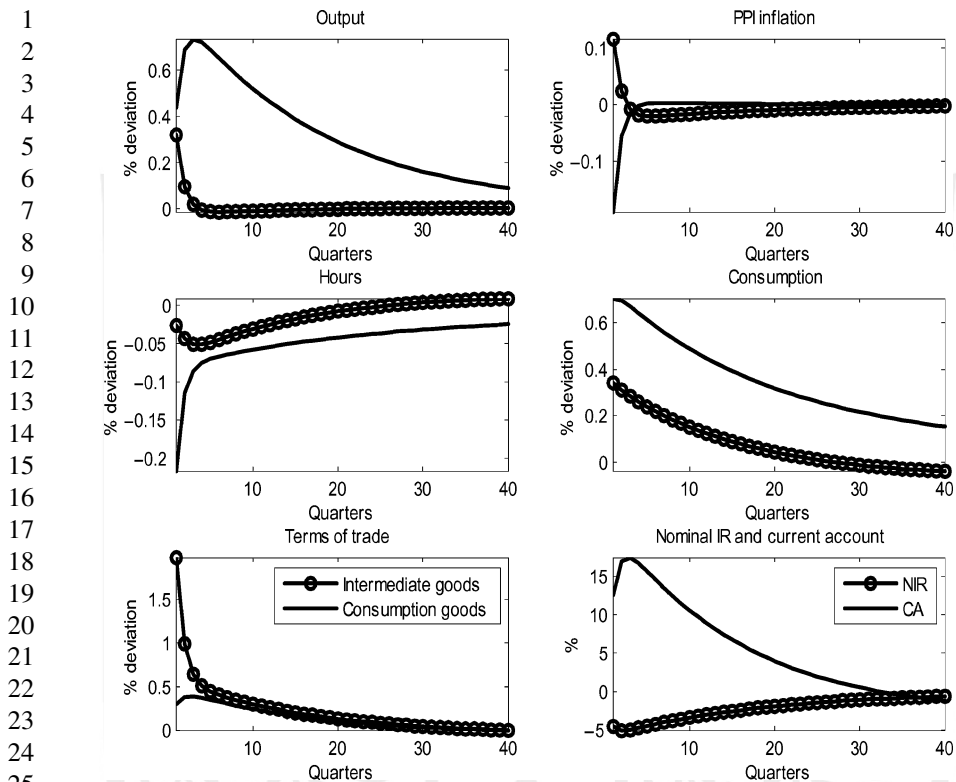 1
2
3
4
5
6
7
8
9
10
11
12
13
14
15
16
17
18
19
20
21
22
23
24
Output
% deviation
0.6
0.4
0.2
0
10 20 30 40
Quarters
PPI inflation
% deviation
0.1
0
−0.1
10 20 30 40
Quarters
Hours
% deviation
0
−0.05
−0.1
−0.15
−0.2
10 20 30 40
Quarters
Consumption
% deviation
0.6
0.4
0.2
0
10 20 30 40
Quarters
Terms of trade
% deviation
1.5
1
0.5
0
10 20 30 40
Quarters
Intermediate goods
Consumption goods
Nominal IR and current account
%
15
10
5
0
−5
10 20 30 40
Quarters
NIR
CA